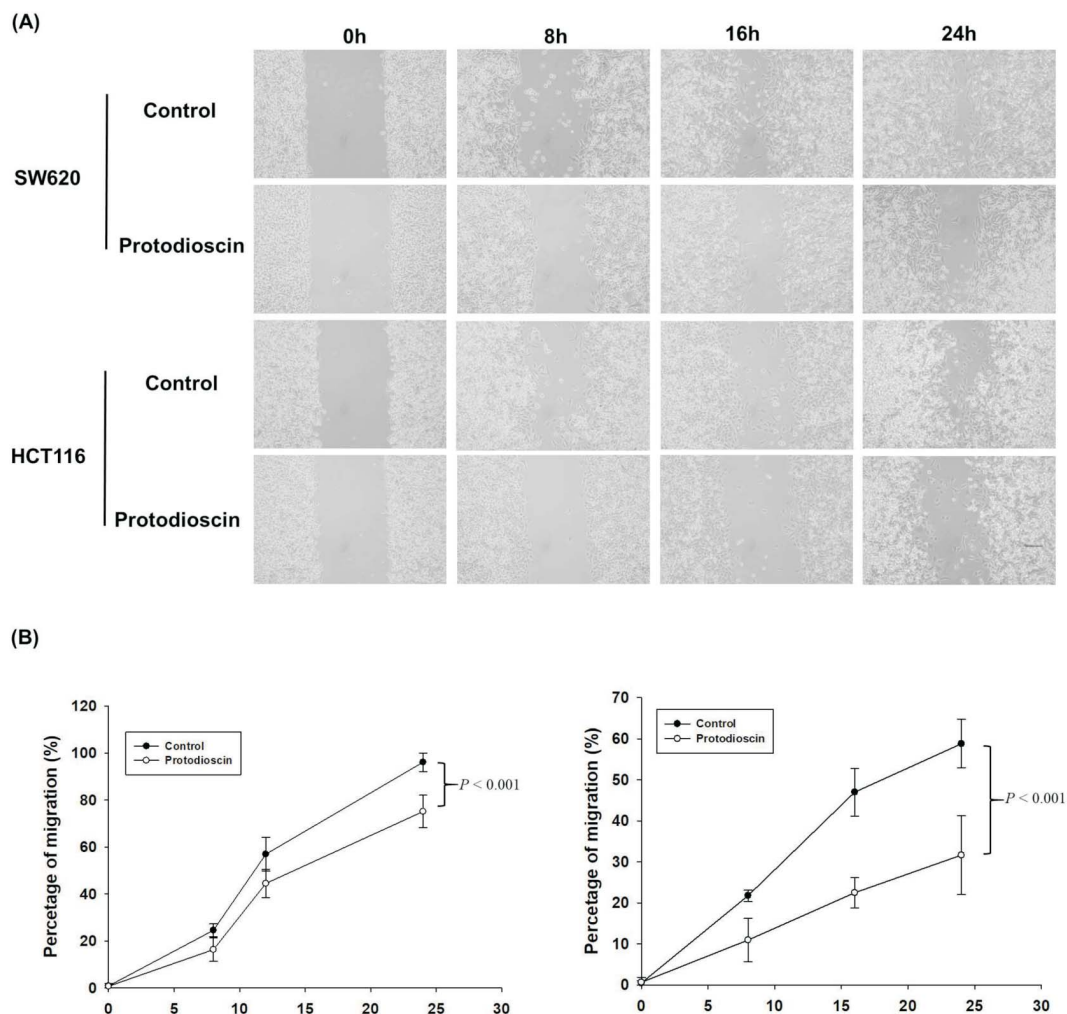 (A)
0h 8h 16h 24h
Control
SW620
Protodioscin
Control
HCT116
Protodioscin
(B)
120
100
80
60
40
20
0
Percetage of migration (%)
Control
Protodioscin
P < 0.001
0 5 10 15 20 25 30
70
60
50
40
30
20
10
0
Percetage of migration (%)
Control
Protodioscin
P < 0.001
0 5 10 15 20 25 30